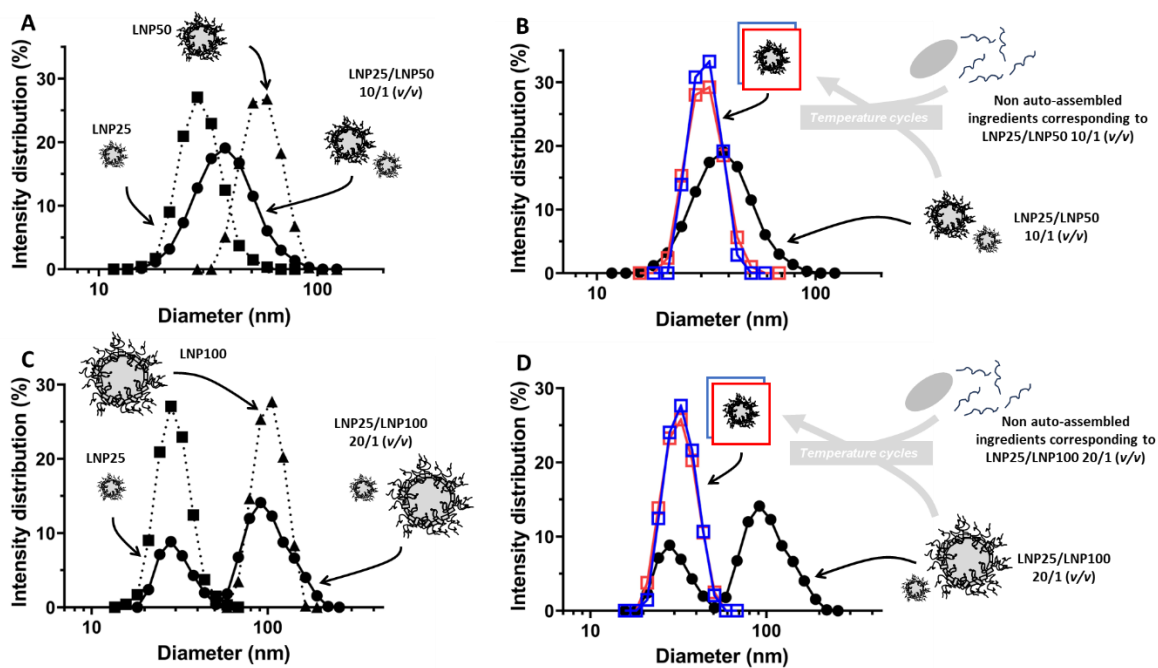 A
LNP50
LNP25/LNP50
10/1 (v/v)
LNP25
Intensity distribution (%)
30
20
10
0
10
100
Diameter (nm)
B
Intensity distribution (%)
30
20
10
0
10
100
Diameter (nm)
Temperature cycles
Non auto-assembled
ingredients corresponding to
LNP25/LNP50 10/1 (v/v)
LNP25/LNP50
10/1 (v/v)
C
LNP100
LNP25/LNP100
20/1 (v/v)
LNP25
Intensity distribution (%)
30
20
10
0
10
100
Diameter (nm)
D
Intensity distribution (%)
30
20
10
0
10
100
Diameter (nm)
Temperature cycles
Non auto-assembled
ingredients corresponding to
LNP25/LNP100 20/1 (v/v)
LNP25/LNP100
20/1 (v/v)